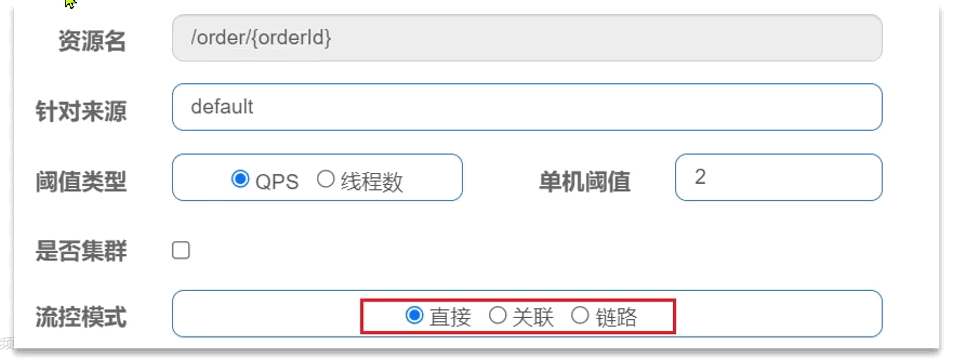 资源名 /order/{orderId}
针对来源 default
阈值类型 QPS 线程数 单机阈值 2
是否集群
流控模式 直接 关联 链路
频